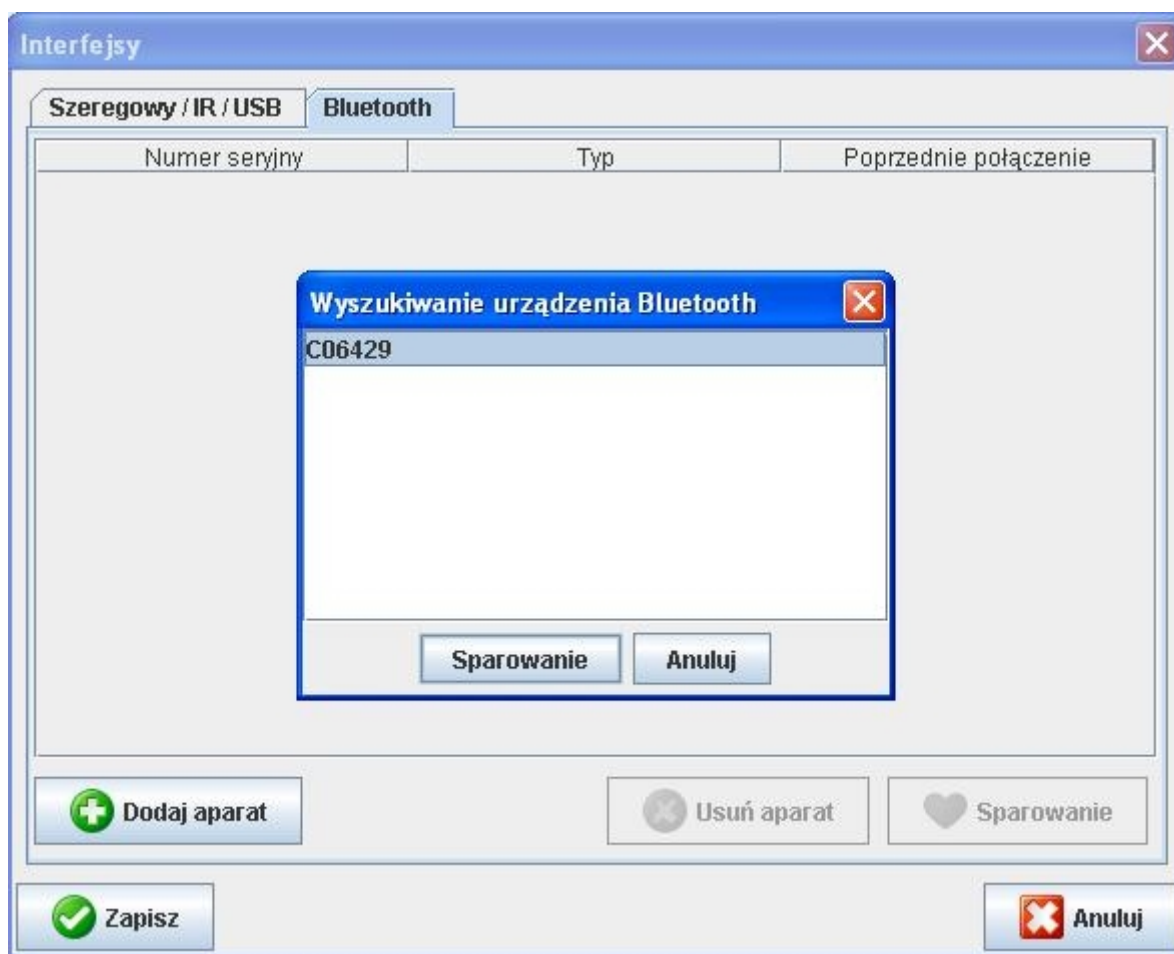 Interfejsy
Szeregowy / IR / USB Bluetooth
Numer seryjny Typ Poprzednie połączenie
Wyszukiwanie urządzenia Bluetooth
C06429
Sparowanie Anuluj
Dodaj aparat Usuń aparat Sparowanie
Zapisz Anuluj